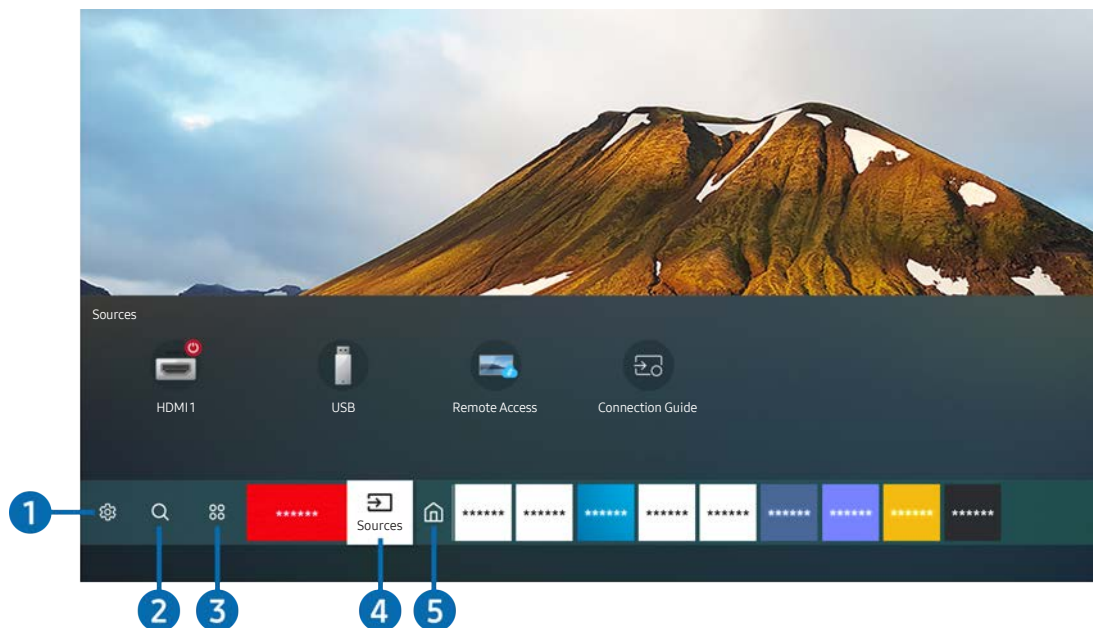 Sources
HDMI 1 USB Remote Access Connection Guide
****** Sources ****** ****** ****** ****** ****** ****** ****** ****** ******
1 2 3 4 5